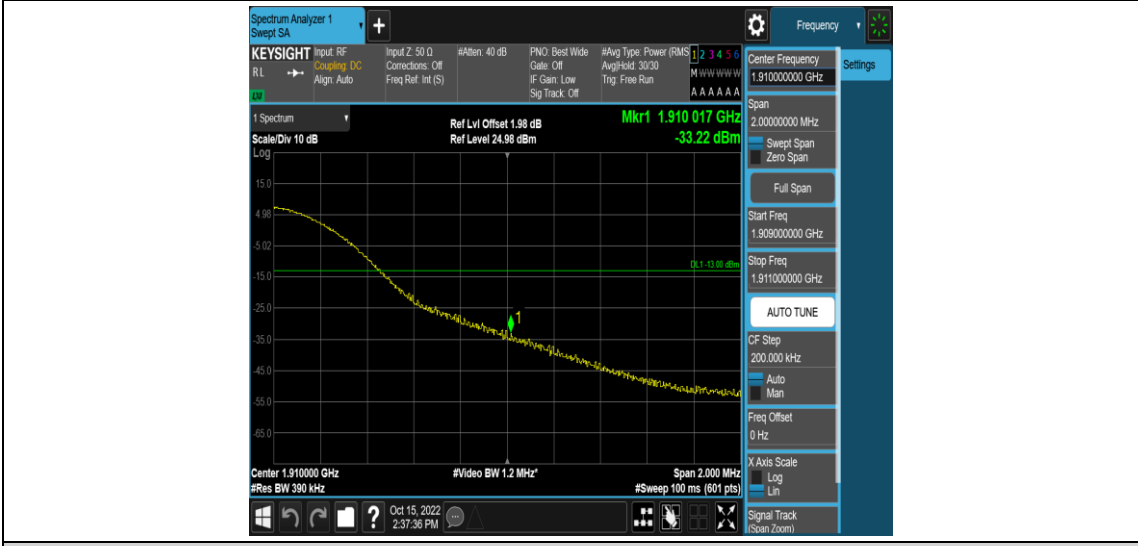 Spectrum Analyzer 1
Swept SA
+
Frequency
KEYSIGHT
RL
LXI
Input: RF
Coupling: DC
Align: Auto
Input Z: 50 Ω
Corrections: Off
Freq Ref: Int (S)
#Atten: 40 dB
PNO: Best Wide
Gate: Off
IF Gain: Low
Sig Track: Off
#Avg Type: Power (RMS
Avg|Hold: 30/30
Trig: Free Run
1 2 3 4 5 6
M W W W W W
A A A A A A
Settings
Center Frequency
1.910000000 GHz
Span
2.00000000 MHz
Swept Span
Zero Span
Full Span
Start Freq
1.909000000 GHz
Stop Freq
1.911000000 GHz
AUTO TUNE
CF Step
200.000 kHz
Auto
Man
Freq Offset
0 Hz
X Axis Scale
Log
Lin
Signal Track
(Span Zoom)
1 Spectrum
Scale/Div 10 dB
Log
Ref Lvl Offset 1.98 dB
Ref Level 24.98 dBm
Mkr1 1.910 017 GHz
-33.22 dBm
15.0
4.98
-5.02
DL1 -13.00 dBm
-15.0
-25.0
1
-35.0
-45.0
-55.0
-65.0
Center 1.910000 GHz
#Video BW 1.2 MHz*
Span 2.000 MHz
#Res BW 390 kHz
#Sweep 100 ms (601 pts)
?
Oct 15, 2022
2:37:36 PM